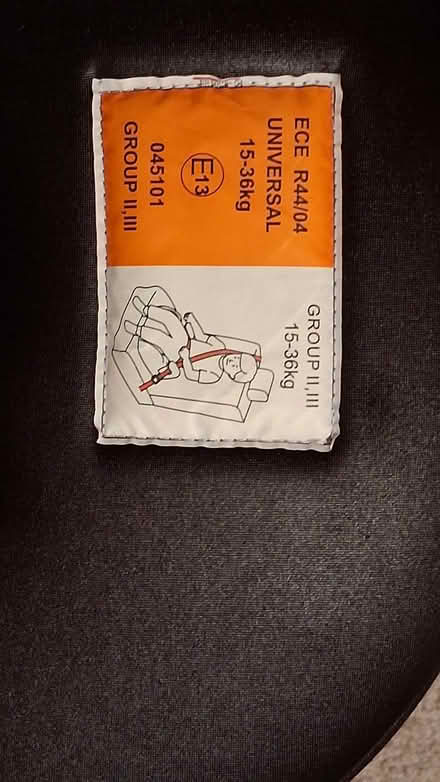 ECE R44/04
UNIVERSAL
15-36kg
E13
045101
GROUP II,III
GROUP II,III
15-36kg